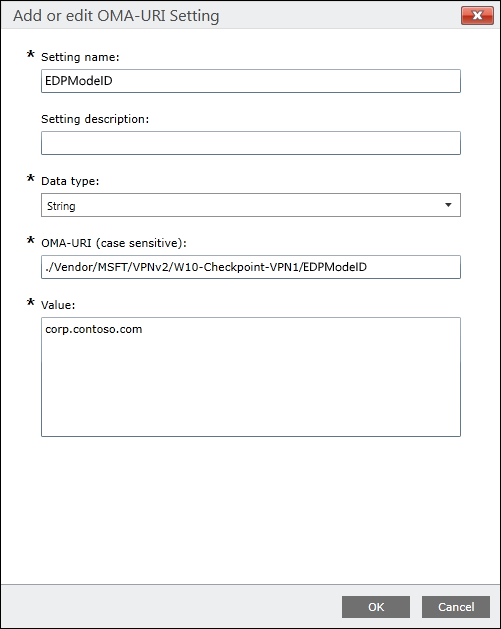 Add or edit OMA-URI Setting
* Setting name:
EDPModeID
Setting description:
* Data type:
String
* OMA-URI (case sensitive):
./Vendor/MSFT/VPNv2/W10-Checkpoint-VPN1/EDPModeID
* Value:
corp.contoso.com
OK Cancel